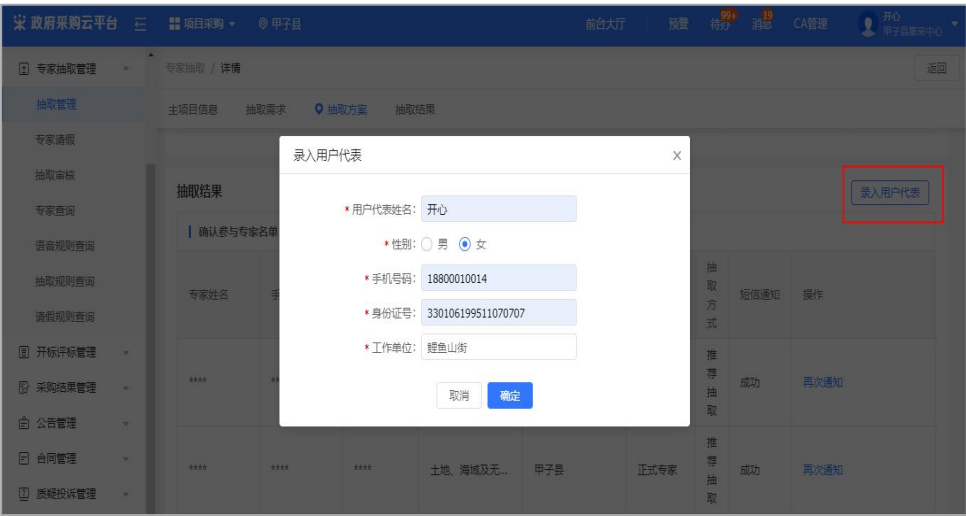 政府采购云平台 项目采购 甲子县 前台大厅 预警 待办 99+ 消息 19 CA管理 开心
甲子县集采中心
专家抽取管理 专家抽取 / 详情 返回
抽取管理 主项目信息 抽取需求 抽取方案 抽取结果
专家请假
录入用户代表 X
抽取审核
抽取结果 录入用户代表
专家查询
*用户代表姓名: 开心
确认参与专家名单
语音规则查询
*性别: 男 女
抽取规则查询
*手机号码: 18800010014
专家姓名 手 抽取方式 短信通知 操作
请假规则查询
*身份证号: 330106199511070707
*工作单位: 鲤鱼山街
开标评标管理
采购结果管理
**** ** 推荐抽取 成功 再次通知
取消 确定
公告管理
合同管理
**** **** **** 土地、海域及无... 甲子县 正式专家 推荐抽取 成功 再次通知
质疑投诉管理